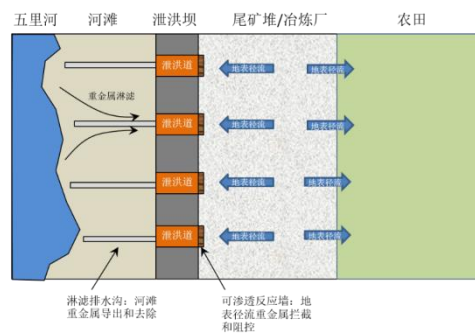 五里河 河滩 泄洪坝 尾矿堆/冶炼厂 农田
泄洪道 地表径流 地表径流
重金属淋滤
泄洪道 地表径流 地表径流
泄洪道 地表径流 地表径流
泄洪道 地表径流 地表径流
淋滤排水沟：河滩
重金属导出和去除
可渗透反应墙：地
表径流重金属拦截
和阻控